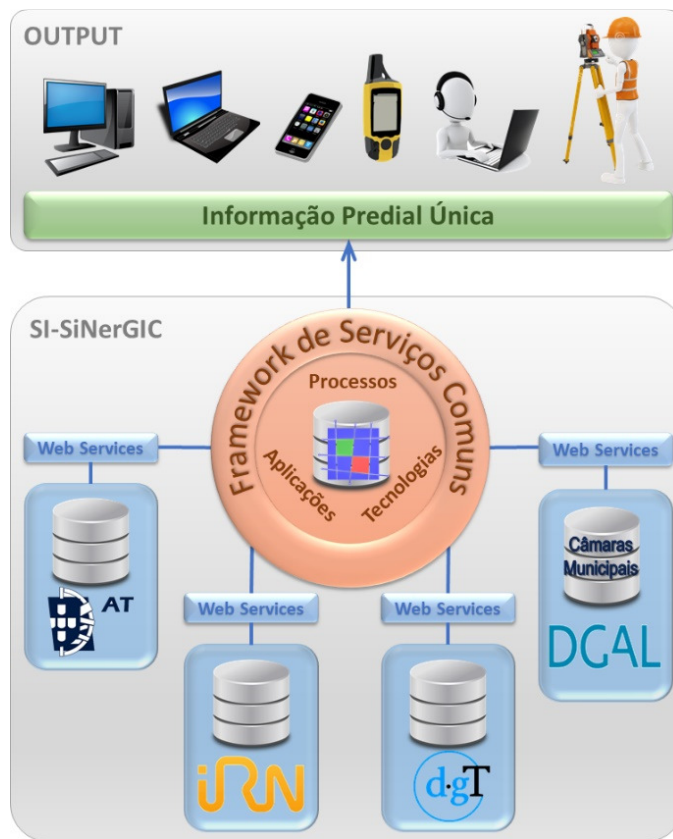 OUTPUT
Informação Predial Única
SI-SiNerGIC
Framework de Serviços Comuns
Processos
Aplicações
Tecnologias
Web Services
Web Services
AT
Câmaras
Municipais
DGAL
Web Services
Web Services
iRN
d·gT